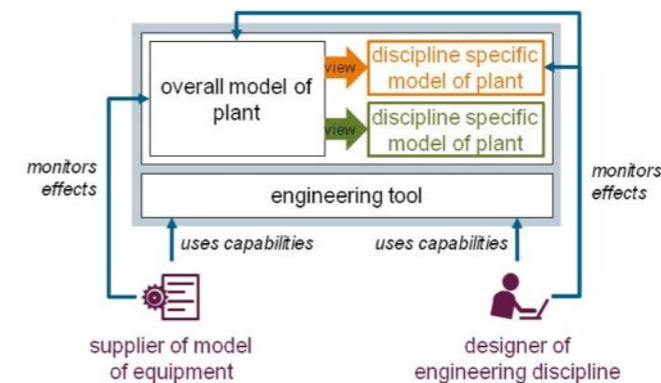 overall model of
plant
view
discipline specific
model of plant
view
discipline specific
model of plant
monitors
effects
monitors
effects
engineering tool
uses capabilities
uses capabilities
supplier of model
of equipment
designer of
engineering discipline